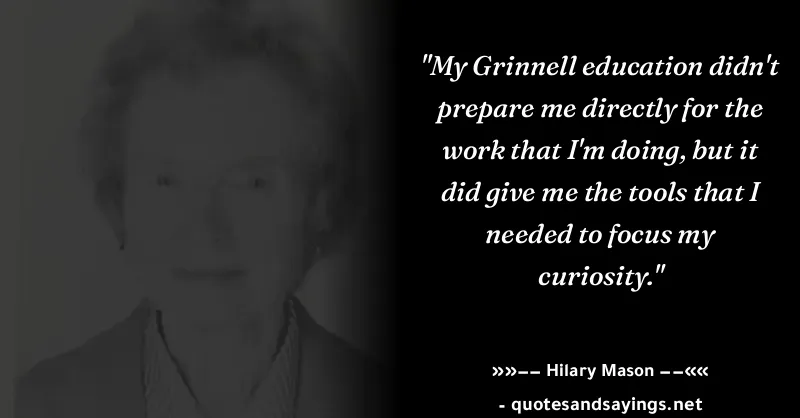 "My Grinnell education didn't
prepare me directly for the
work that I'm doing, but it
did give me the tools that I
needed to focus my
curiosity."
»»–– Hilary Mason ––««
- quotesandsayings.net